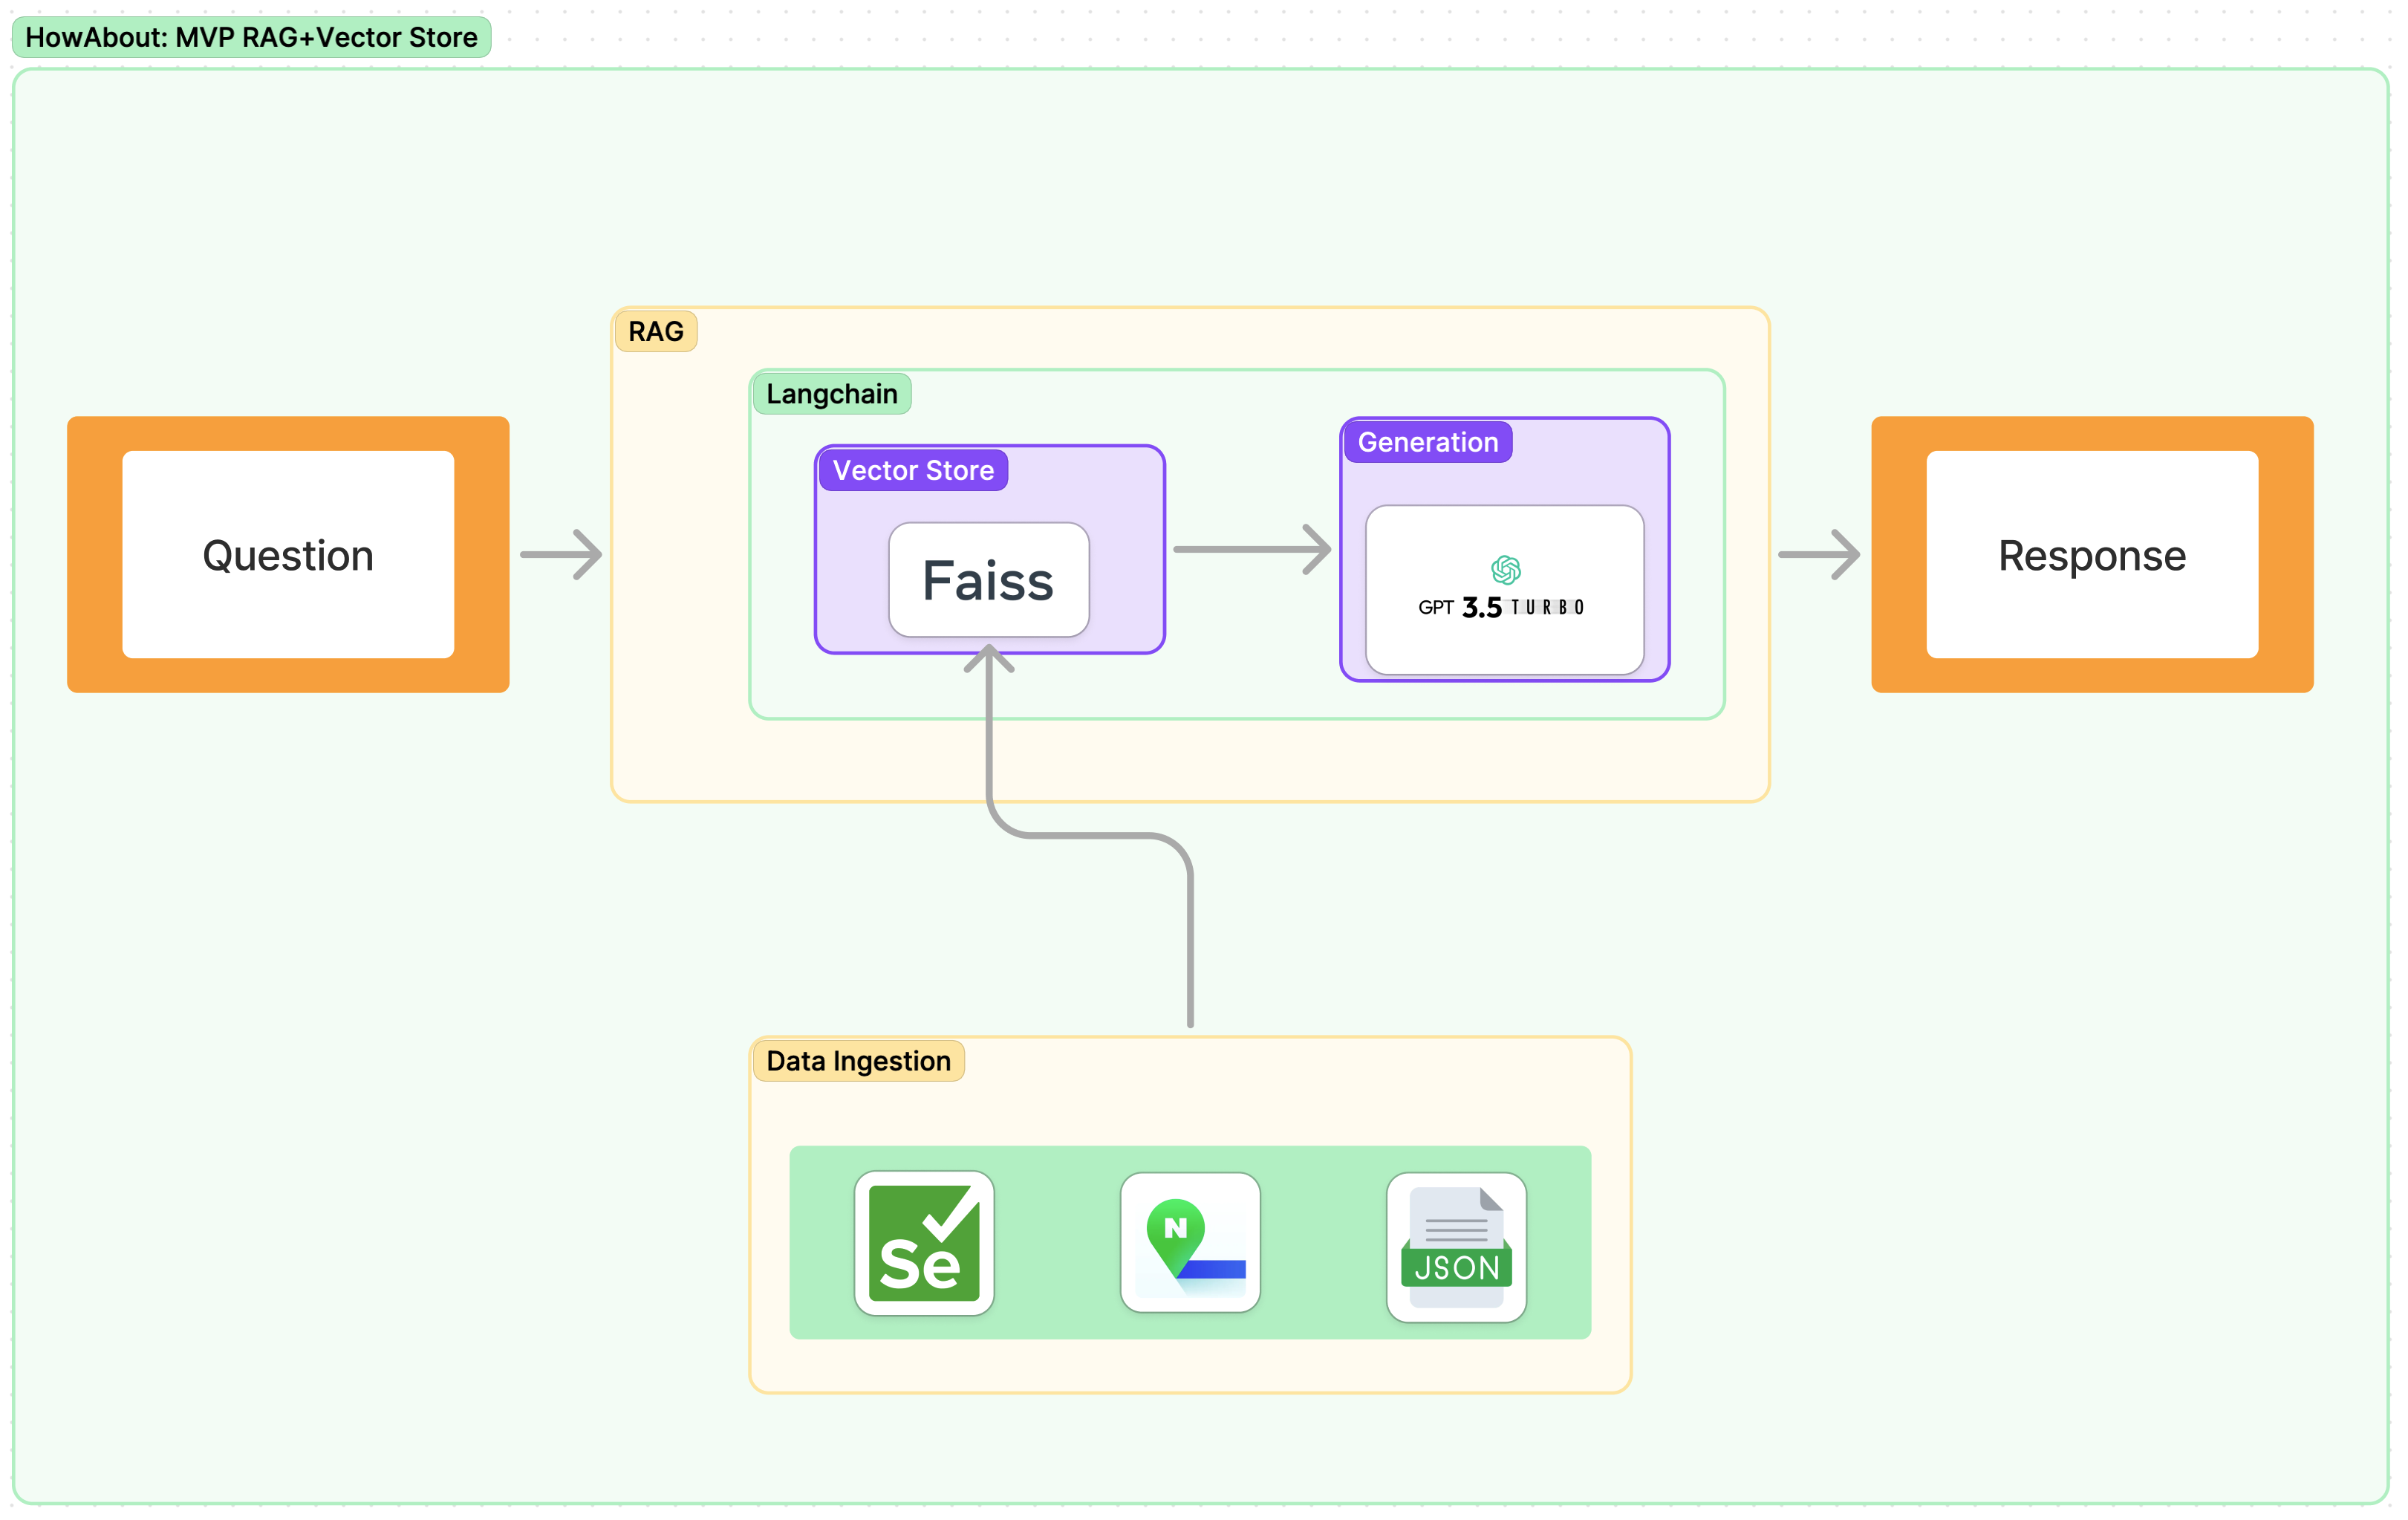 HowAbout: MVP RAG+Vector Store
RAG
Langchain
Vector Store
Faiss
Generation
GPT 3.5 TURBO
Question
Response
Data Ingestion
Se
N
JSON